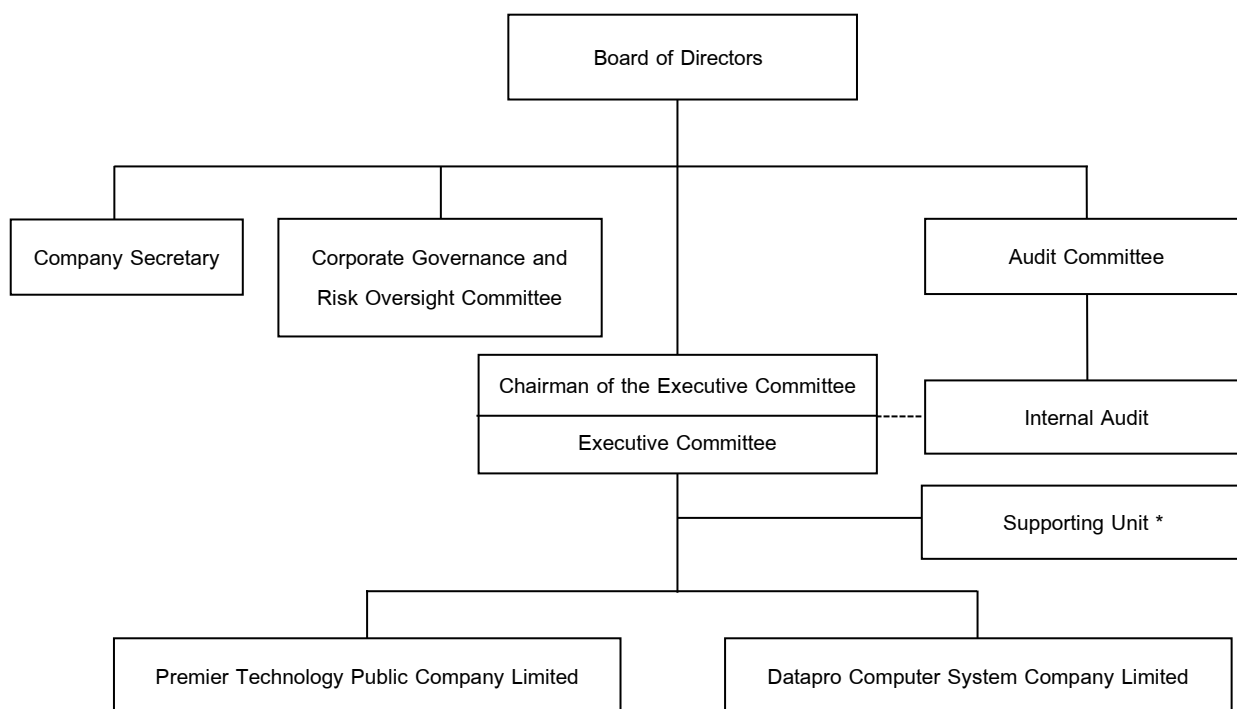 Board of Directors
Company Secretary
Corporate Governance and
Risk Oversight Committee
Audit Committee
Chairman of the Executive Committee
Executive Committee
Internal Audit
Supporting Unit *
Premier Technology Public Company Limited
Datapro Computer System Company Limited